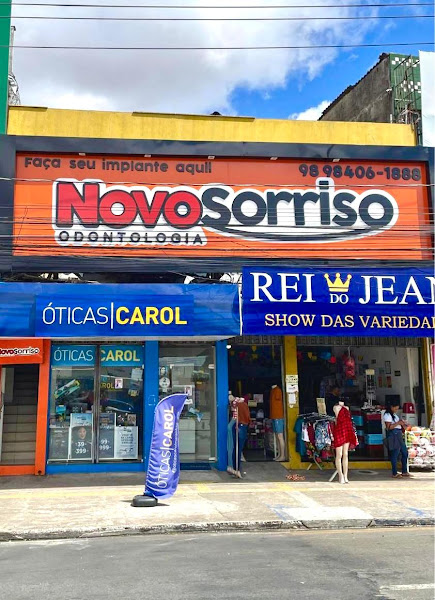 Faça seu implante aqui! 98 98406-1888
NOVOSORRISO
ODONTOLOGIA
REI DO JEAN
SHOW DAS VARIEDA
ÓTICAS|CAROL
NOVOSORRISO
ÓTICAS CAROL
ÓTICAS|CAROL